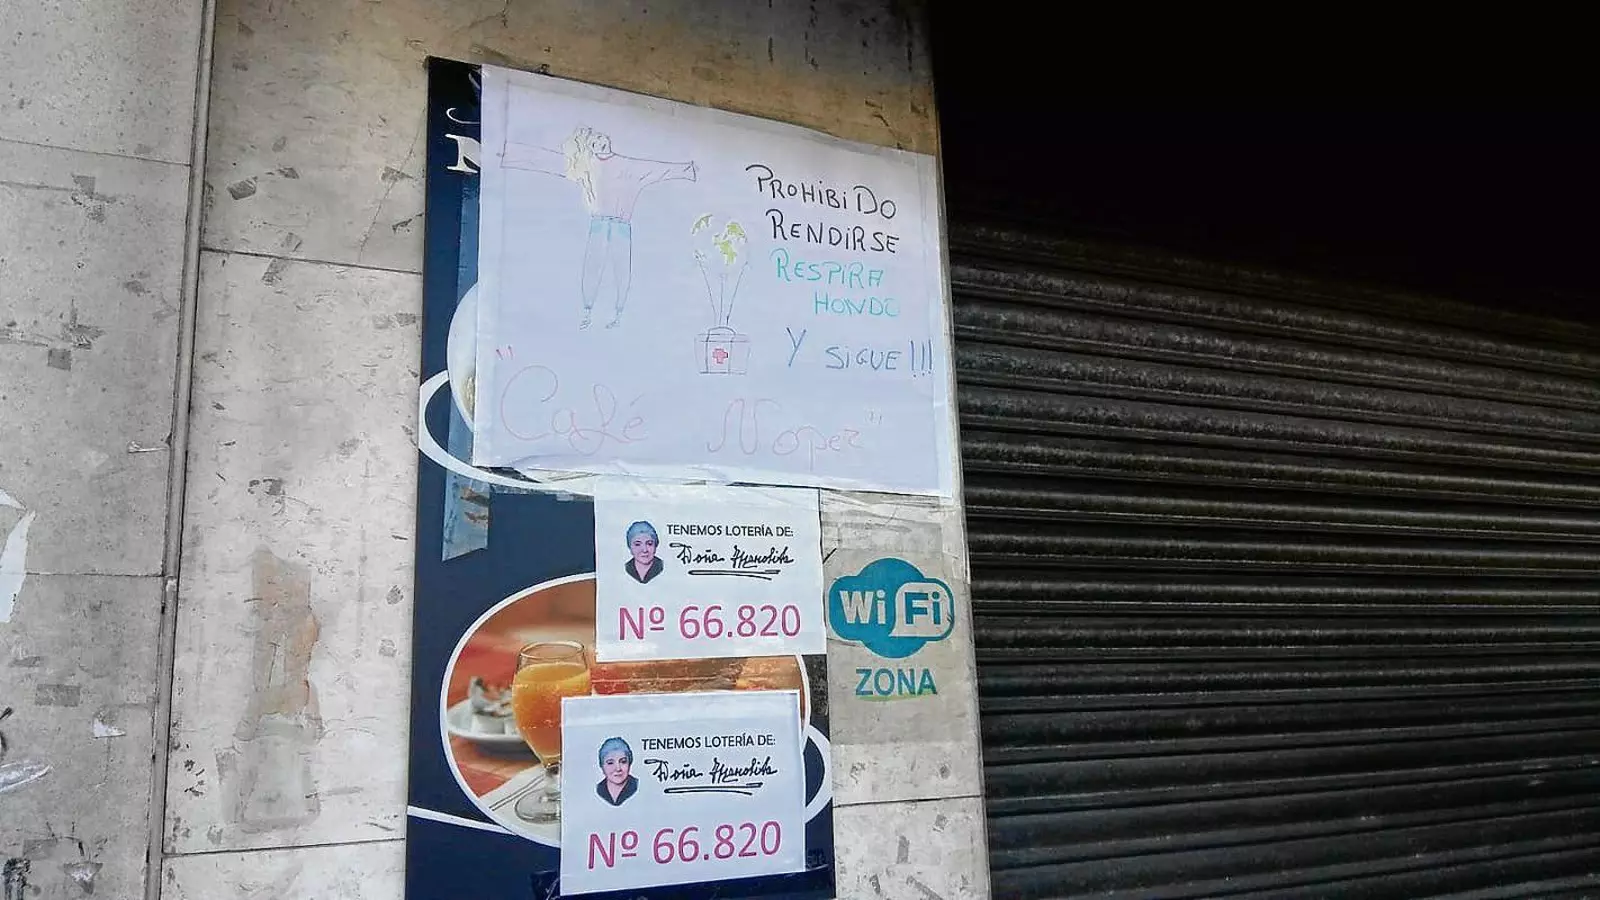 N
PROHIBIDO
RENDIRSE
RESPIRA
HONDO
Y SIGUE!!!
"Café Noper"
TENEMOS LOTERÍA DE:
Doña Manolita
Nº 66.820
WiFi
ZONA
TENEMOS LOTERÍA DE:
Doña Manolita
Nº 66.820